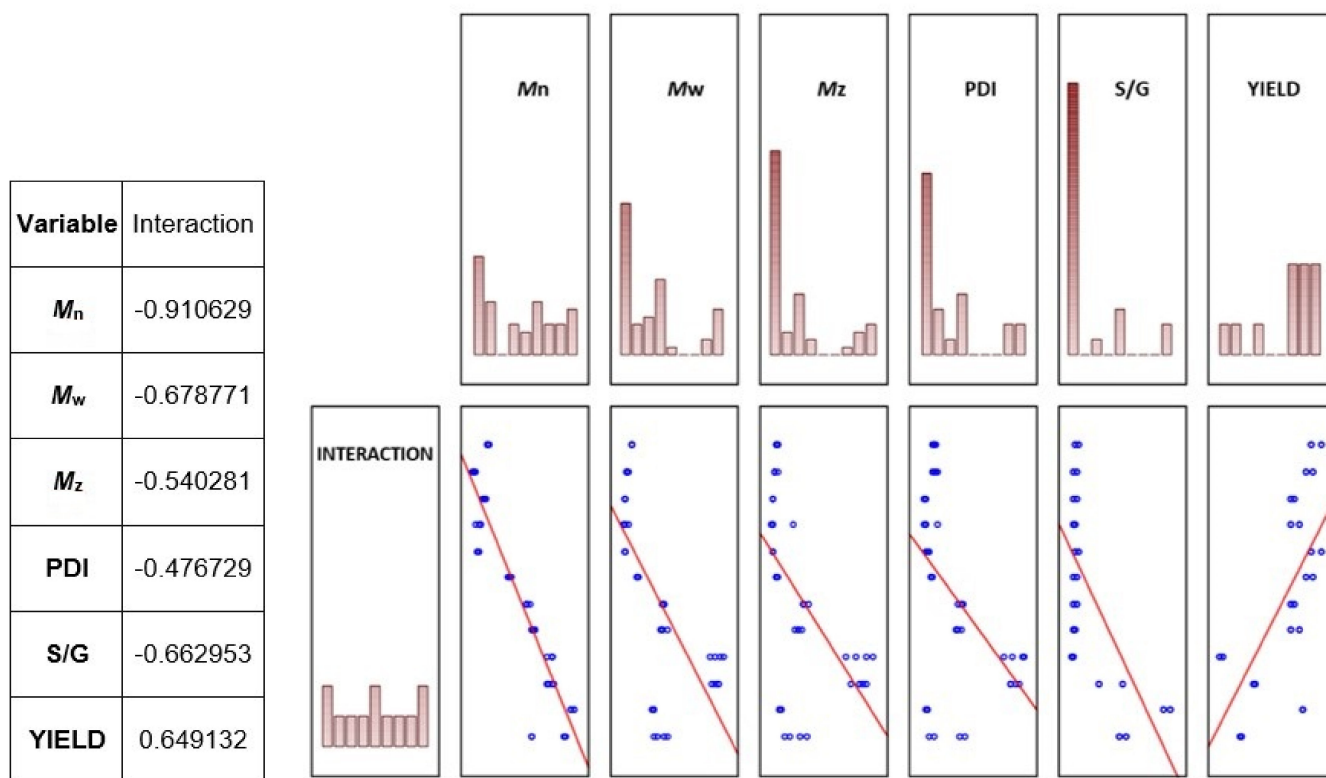 Mn Mw Mz PDI S/G YIELD
Variable Interaction
Mn -0.910629
Mw -0.678771
Mz -0.540281
PDI -0.476729
S/G -0.662953
YIELD 0.649132
INTERACTION